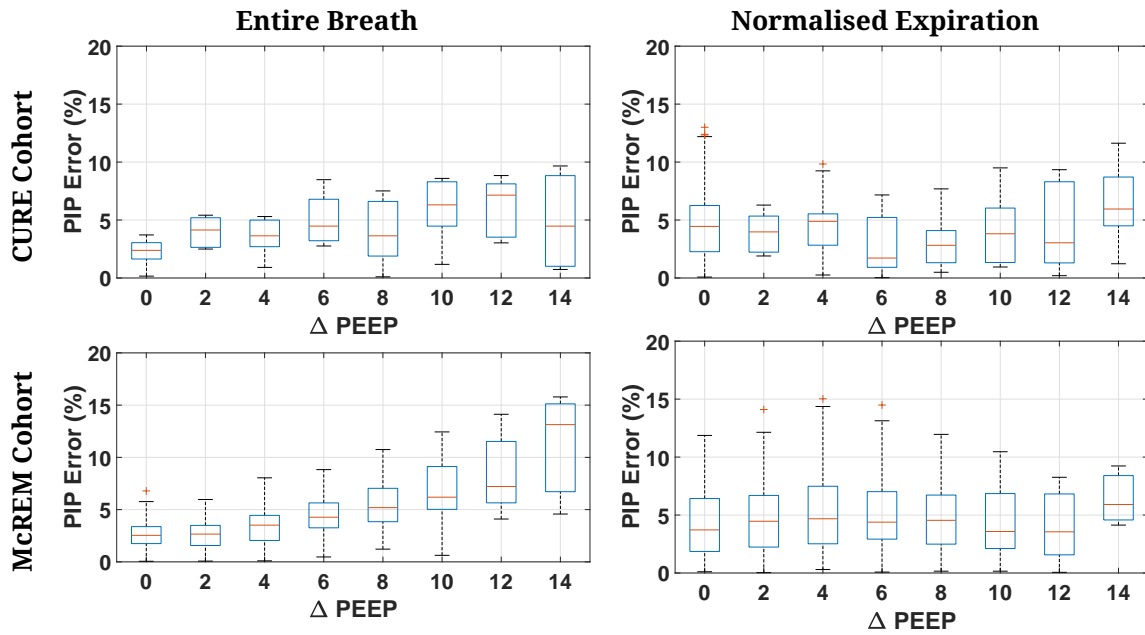 Entire Breath
Normalised Expiration
CURE Cohort
PIP Error (%)
20
15
10
5
0
0 2 4 6 8 10 12 14
Δ PEEP
PIP Error (%)
20
15
10
5
0
0 2 4 6 8 10 12 14
Δ PEEP
McREM Cohort
PIP Error (%)
20
15
10
5
0
0 2 4 6 8 10 12 14
Δ PEEP
PIP Error (%)
20
15
10
5
0
0 2 4 6 8 10 12 14
Δ PEEP